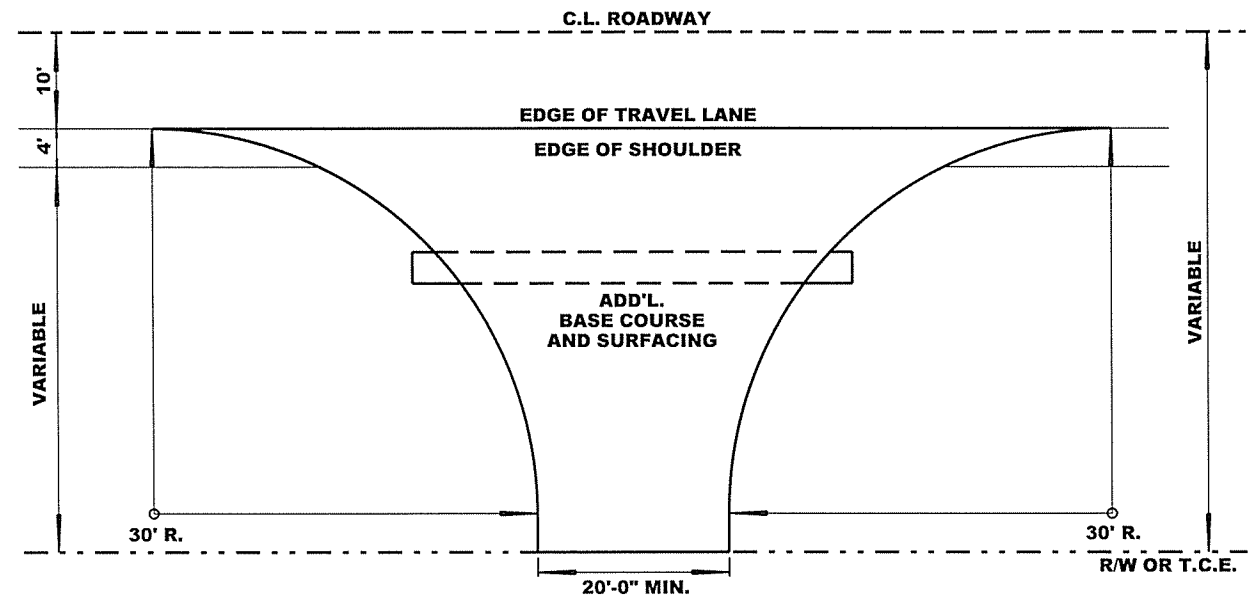 C.L. ROADWAY
10'
EDGE OF TRAVEL LANE
4'
EDGE OF SHOULDER
VARIABLE
VARIABLE
ADD'L.
BASE COURSE
AND SURFACING
30' R.
30' R.
R/W OR T.C.E.
20'-0" MIN.